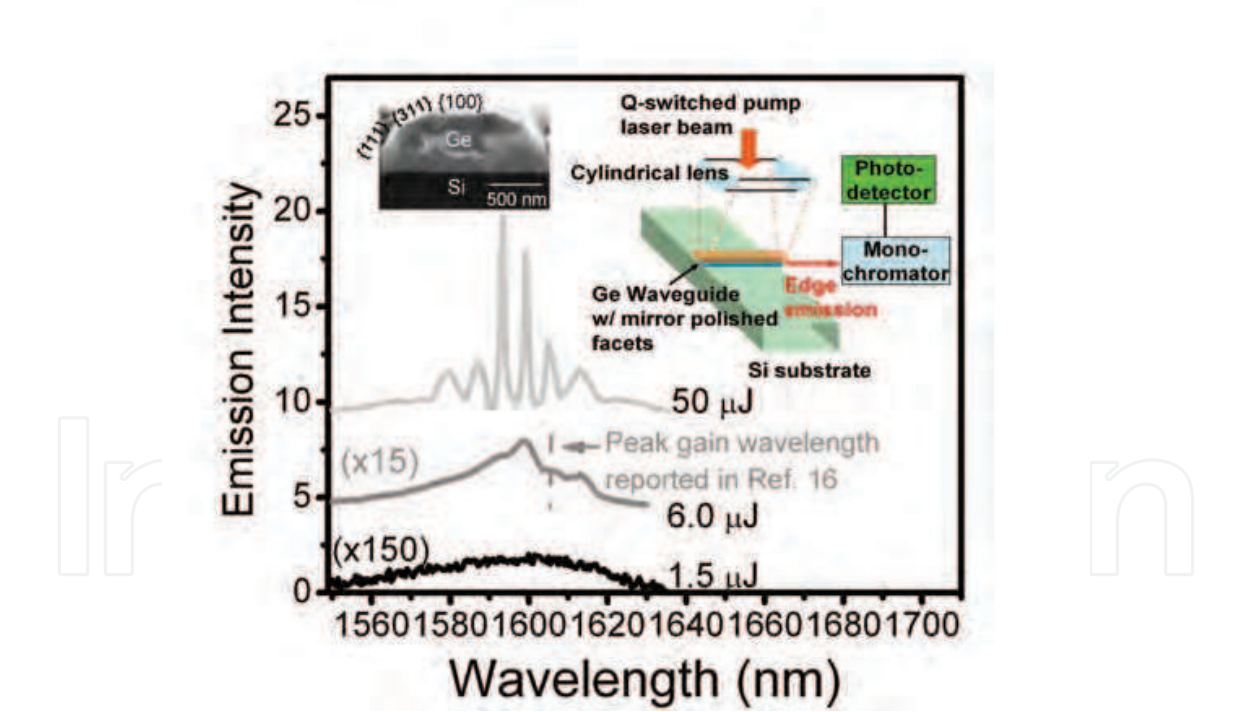 {111} {311} {100}
Ge
Si
500 nm
Q-switched pump
laser beam
Cylindrical lens
Photo-
detector
Mono-
chromator
Edge
emission
Ge Waveguide
w/ mirror polished
facets
Si substrate
25
20
15
10
5
0
Emission Intensity
50 μJ
(x15)
Peak gain wavelength
reported in Ref. 16
6.0 μJ
(x150)
1.5 μJ
1560 1580 1600 1620 1640 1660 1680 1700
Wavelength (nm)